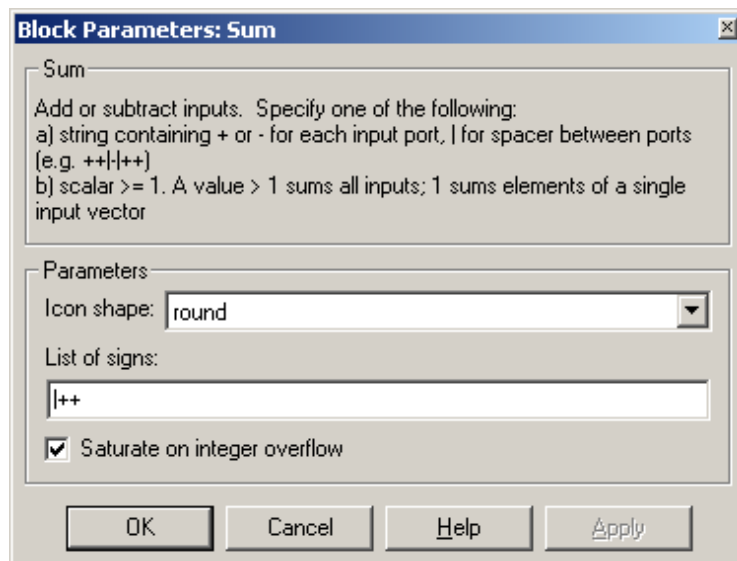 Block Parameters: Sum
Sum
Add or subtract inputs. Specify one of the following:
a) string containing + or - for each input port, | for spacer between ports
(e.g. ++|-|++)
b) scalar >= 1. A value > 1 sums all inputs; 1 sums elements of a single
input vector
Parameters
Icon shape: round
List of signs:
|++
Saturate on integer overflow
OK Cancel Help Apply